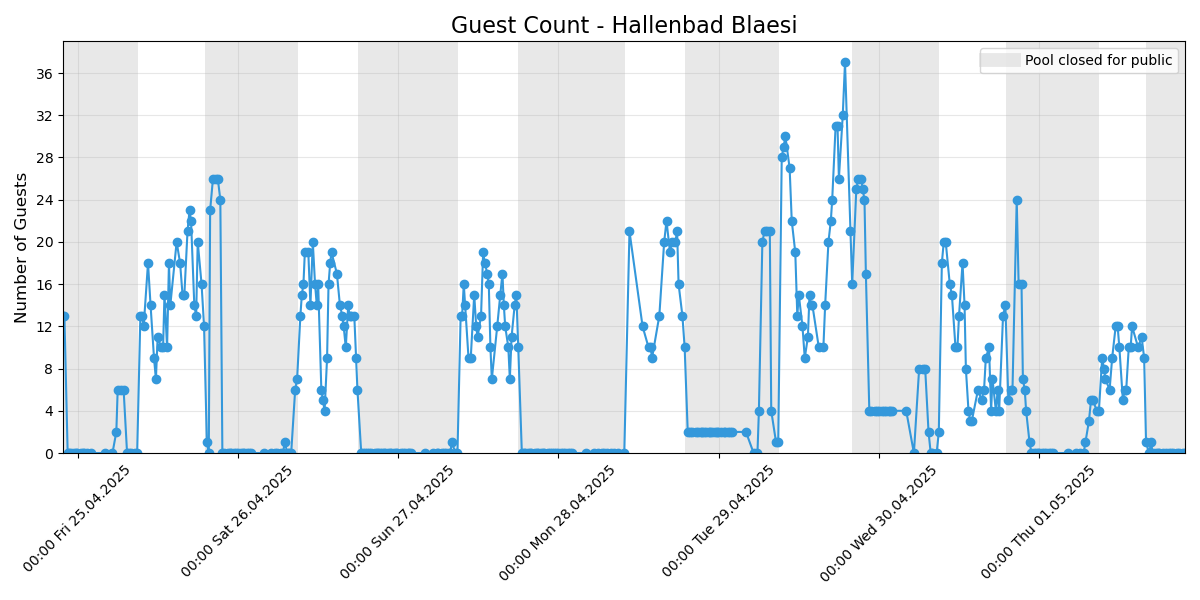 Guest Count - Hallenbad Blaesi
Pool closed for public
Number of Guests
36
32
28
24
20
16
12
8
4
0
00:00 Fri 25.04.2025
00:00 Sat 26.04.2025
00:00 Sun 27.04.2025
00:00 Mon 28.04.2025
00:00 Tue 29.04.2025
00:00 Wed 30.04.2025
00:00 Thu 01.05.2025